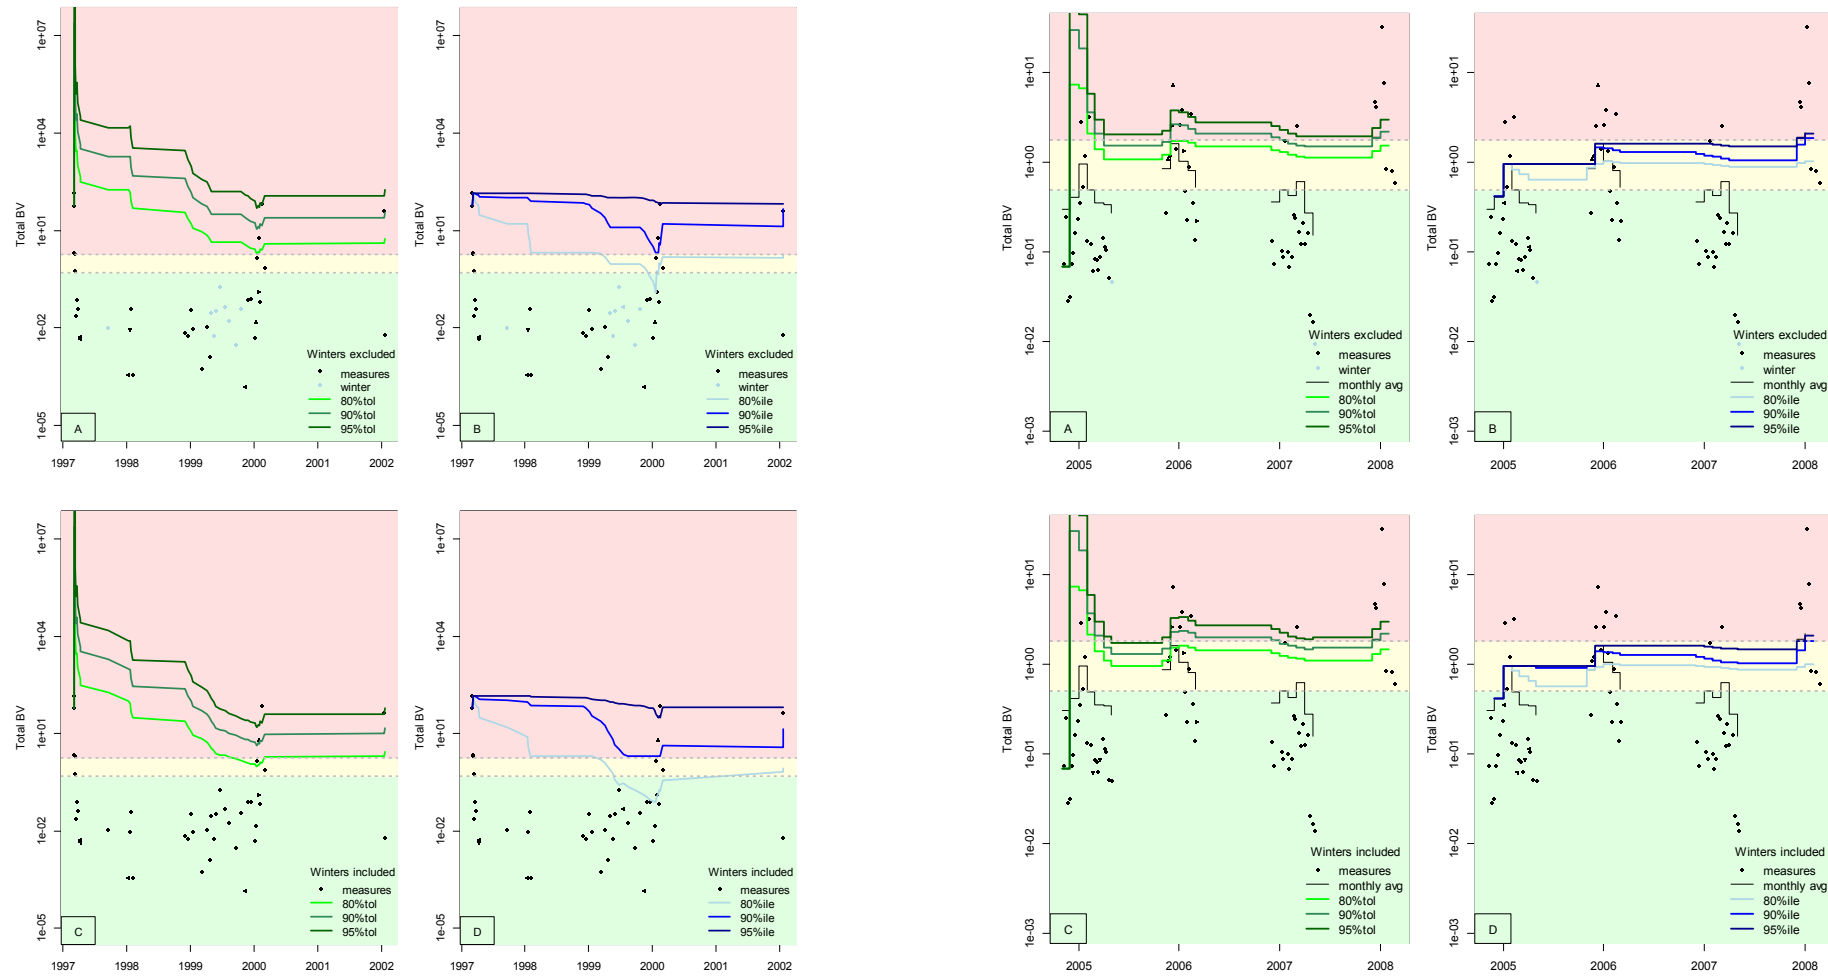 Total BV
1e+07
1e+04
1e+01
1e-02
1e-05
Winters excluded
measures
winter
80%tol
90%tol
95%tol
A
1997 1998 1999 2000 2001 2002
Total BV
1e+07
1e+04
1e+01
1e-02
1e-05
Winters excluded
measures
winter
80%ile
90%ile
95%ile
B
1997 1998 1999 2000 2001 2002
Total BV
1e+01
1e+00
1e-01
1e-02
1e-03
Winters excluded
measures
winter
monthly avg
80%tol
90%tol
95%tol
A
2005 2006 2007 2008
Total BV
1e+01
1e+00
1e-01
1e-02
1e-03
Winters excluded
measures
winter
monthly avg
80%ile
90%ile
95%ile
B
2005 2006 2007 2008
Total BV
1e+07
1e+04
1e+01
1e-02
1e-05
Winters included
measures
80%tol
90%tol
95%tol
C
1997 1998 1999 2000 2001 2002
Total BV
1e+07
1e+04
1e+01
1e-02
1e-05
Winters included
measures
80%ile
90%ile
95%ile
D
1997 1998 1999 2000 2001 2002
Total BV
1e+01
1e+00
1e-01
1e-02
1e-03
Winters included
measures
monthly avg
80%tol
90%tol
95%tol
C
2005 2006 2007 2008
Total BV
1e+01
1e+00
1e-01
1e-02
1e-03
Winters included
measures
monthly avg
80%ile
90%ile
95%ile
D
2005 2006 2007 2008